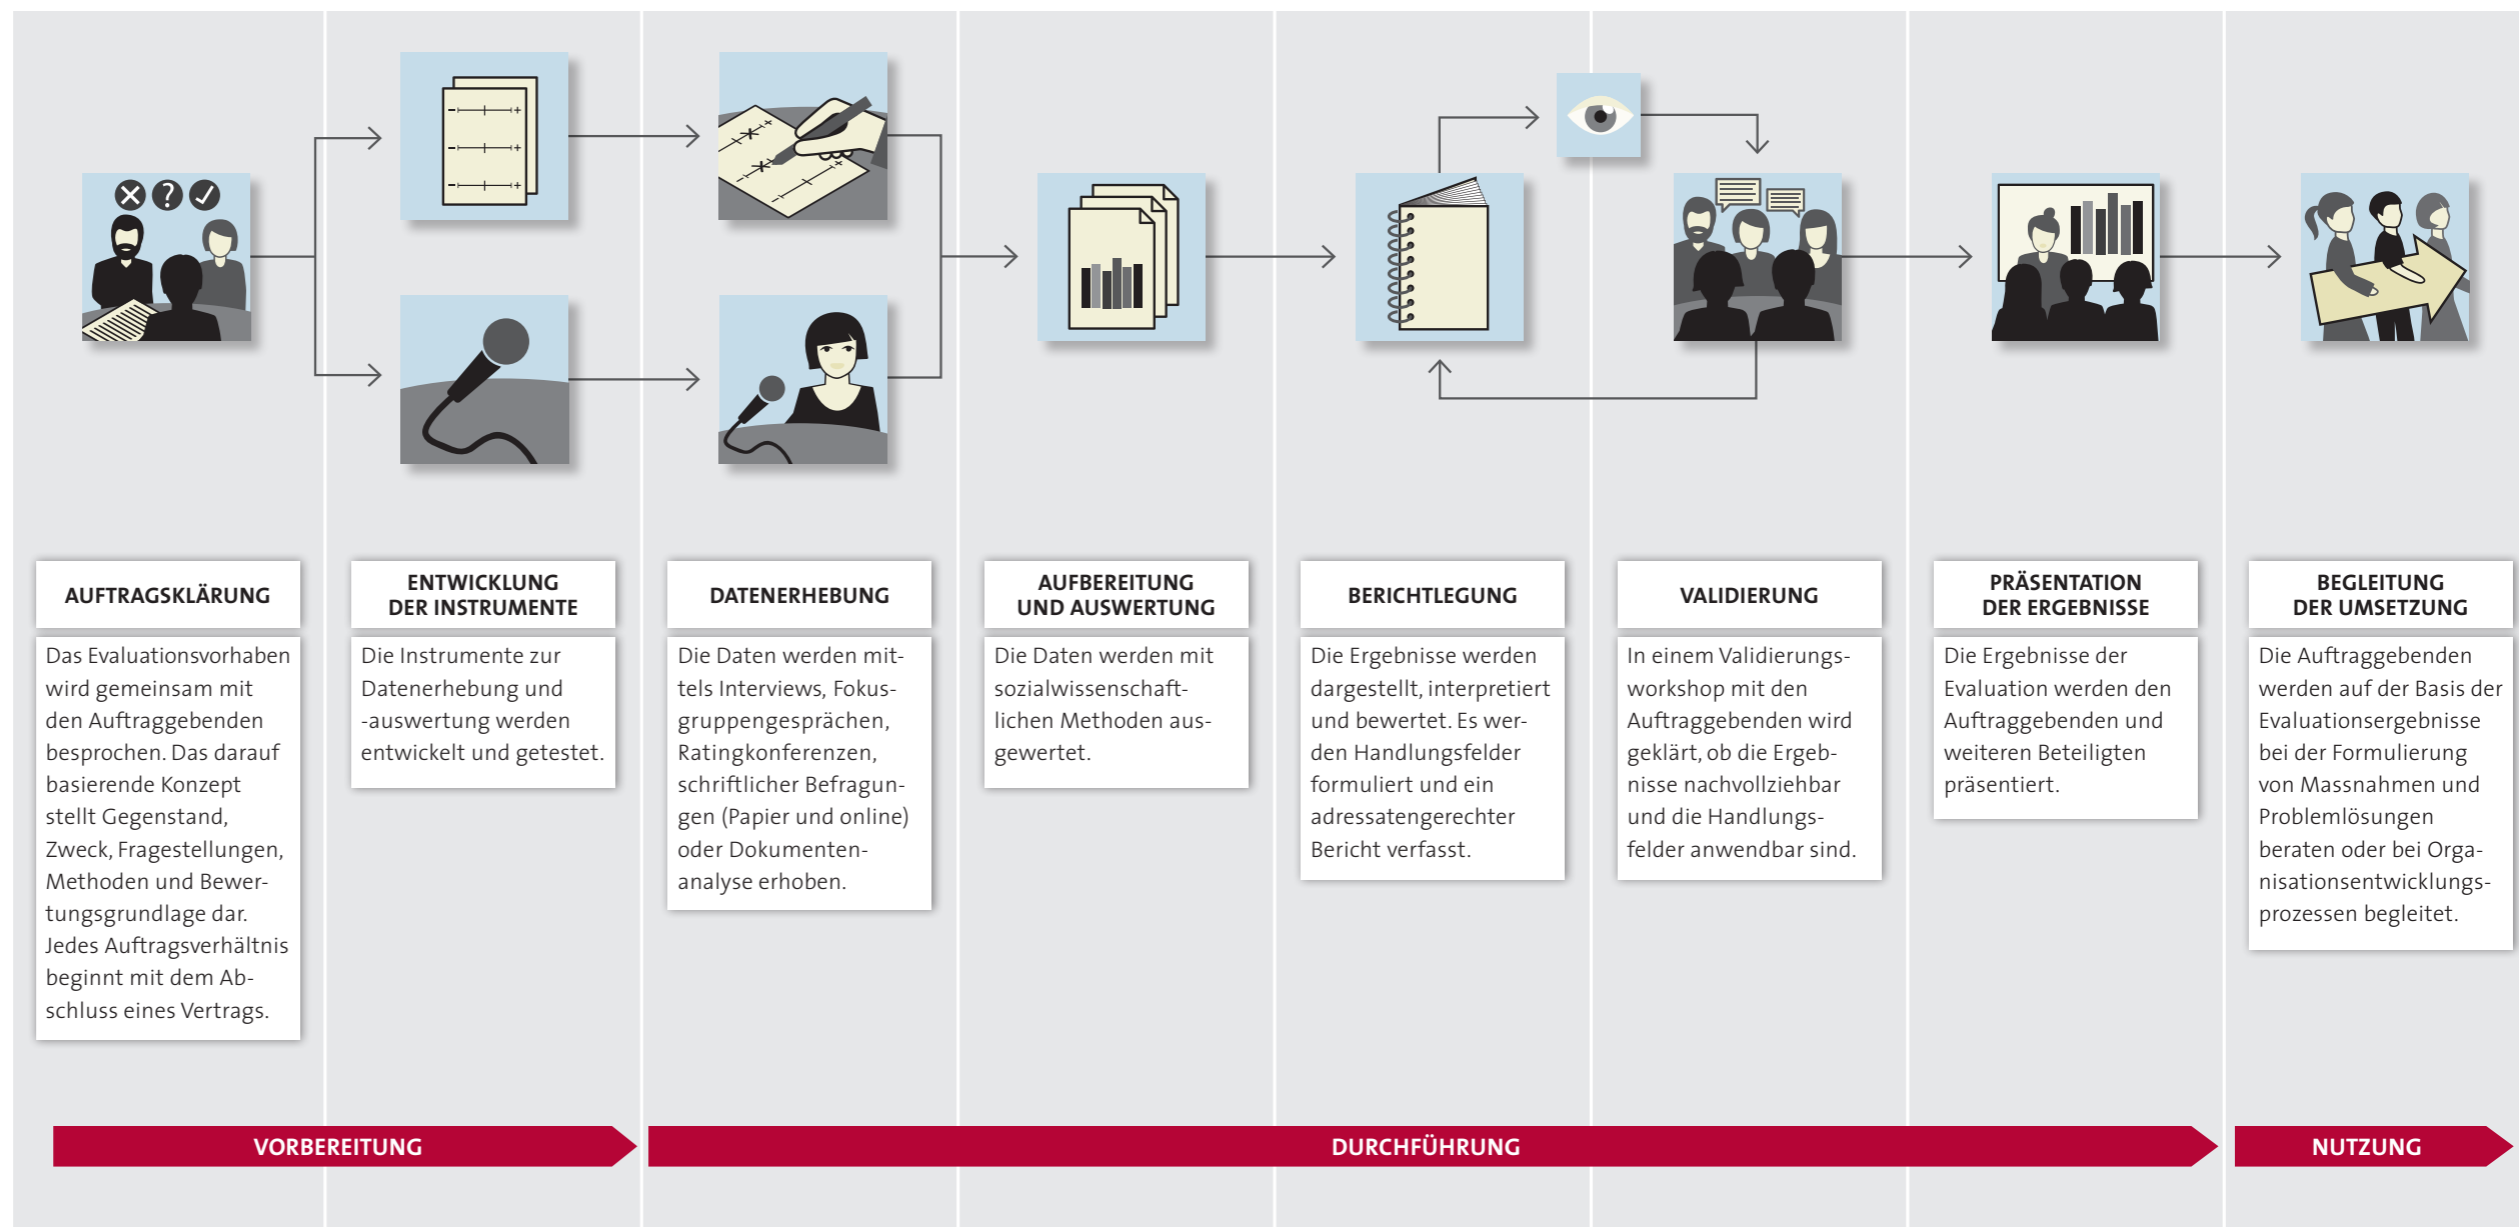 AUFTRAGSKLÄRUNG
Das Evaluationsvorhaben
wird gemeinsam mit
den Auftraggebenden
besprochen. Das darauf
basierende Konzept
stellt Gegenstand,
Zweck, Fragestellungen,
Methoden und Bewer-
tungsgrundlage dar.
Jedes Auftragsverhältnis
beginnt mit dem Ab-
schluss eines Vertrags.
ENTWICKLUNG
DER INSTRUMENTE
Die Instrumente zur
Datenerhebung und
-auswertung werden
entwickelt und getestet.
DATENERHEBUNG
Die Daten werden mit-
tels Interviews, Fokus-
gruppengesprächen,
Ratingkonferenzen,
schriftlicher Befragun-
gen (Papier und online)
oder Dokumenten-
analyse erhoben.
AUFBEREITUNG
UND AUSWERTUNG
Die Daten werden mit
sozialwissenschaft-
lichen Methoden aus-
gewertet.
BERICHTLEGUNG
Die Ergebnisse werden
dargestellt, interpretiert
und bewertet. Es wer-
den Handlungsfelder
formuliert und ein
adressatengerechter
Bericht verfasst.
VALIDIERUNG
In einem Validierungs-
workshop mit den
Auftraggebenden wird
geklärt, ob die Ergeb-
nisse nachvollziehbar
und die Handlungs-
felder anwendbar sind.
PRÄSENTATION
DER ERGEBNISSE
Die Ergebnisse der
Evaluation werden den
Auftraggebenden und
weiteren Beteiligten
präsentiert.
BEGLEITUNG
DER UMSETZUNG
Die Auftraggebenden
werden auf der Basis der
Evaluationsergebnisse
bei der Formulierung
von Massnahmen und
Problemlösungen
beraten oder bei Orga-
nisationsentwicklungs-
prozessen begleitet.
VORBEREITUNG
DURCHFÜHRUNG
NUTZUNG